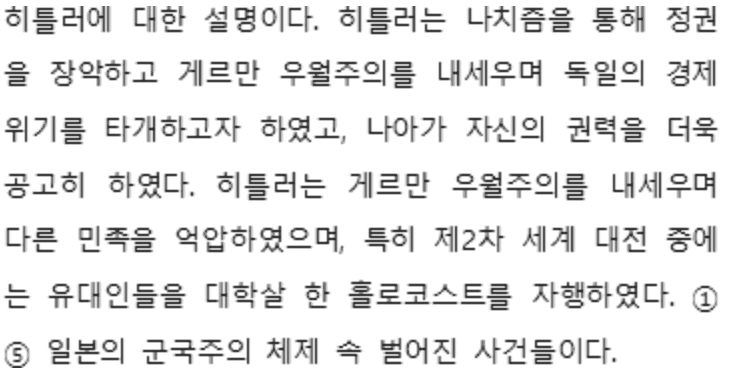 히틀러에 대한 설명이다. 히틀러는 나치즘을 통해 정권
을 장악하고 게르만 우월주의를 내세우며 독일의 경제
위기를 타개하고자 하였고, 나아가 자신의 권력을 더욱
공고히 하였다. 히틀러는 게르만 우월주의를 내세우며
다른 민족을 억압하였으며, 특히 제2차 세계 대전 중에
는 유대인들을 대학살 한 홀로코스트를 자행하였다. ①
⑤ 일본의 군국주의 체제 속 벌어진 사건들이다.